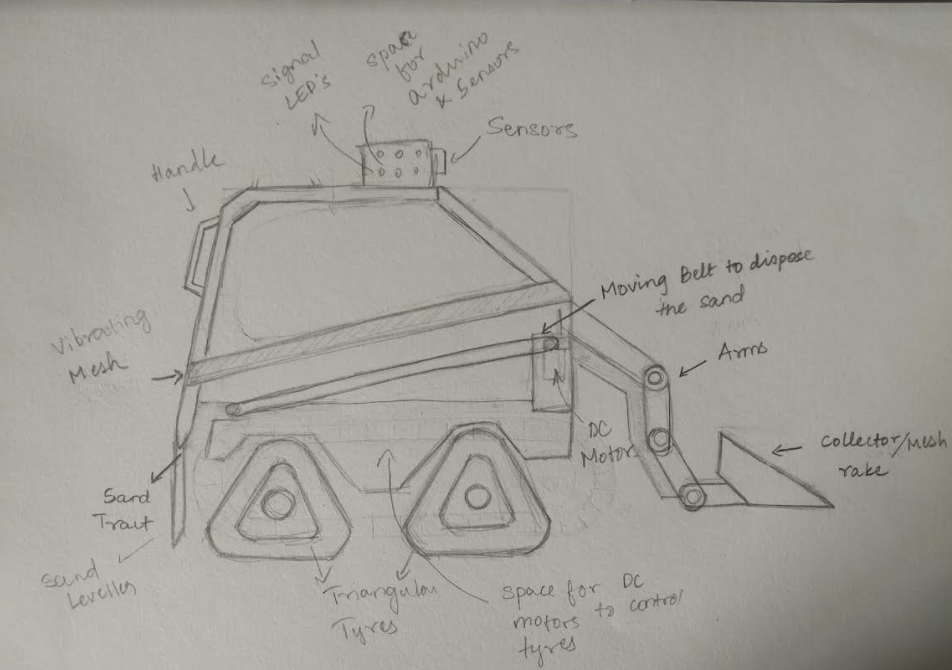 Signal
LED's
space
for
arduino
& Sensors
Sensors
Handle
Moving Belt to dispose
the sand
Vibrating
Mesh
Arms
DC
Motor
Collector/Mesh
rake
Sand
Traut
Sand
Leveller
Triangular
Tyres
space for DC
motors to control
tyres